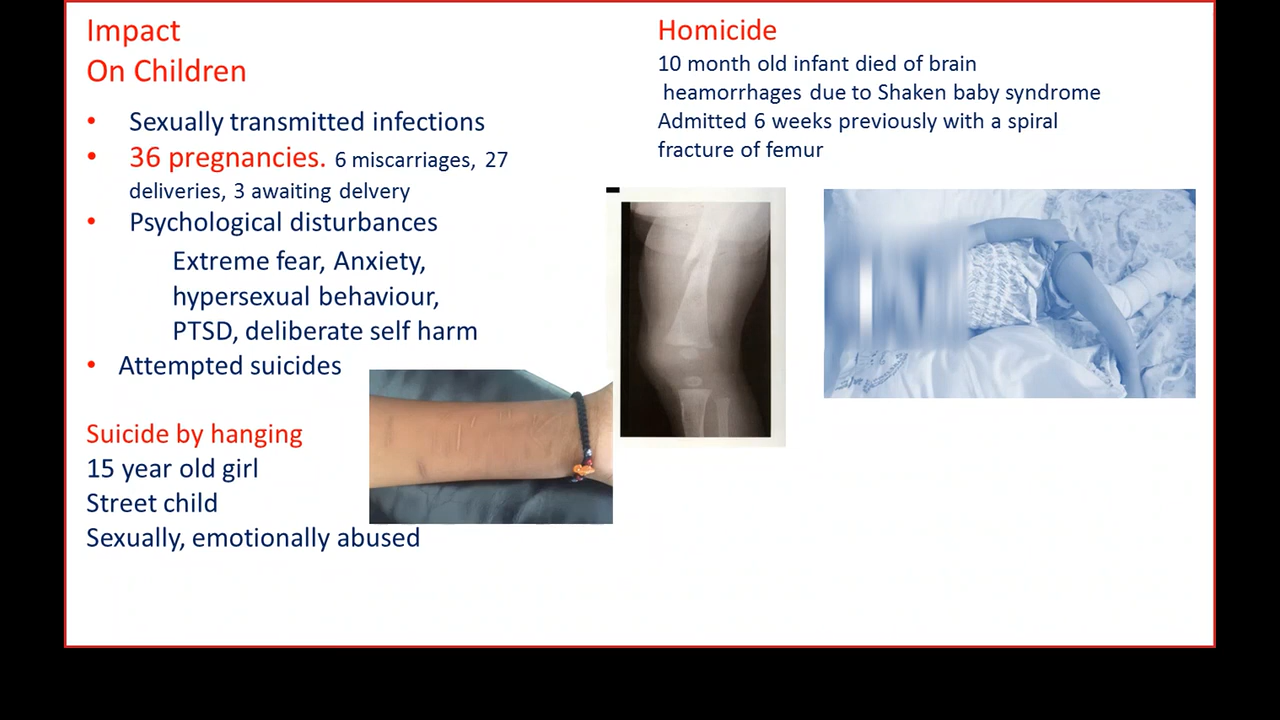 Impact
On Children
• Sexually transmitted infections
• 36 pregnancies. 6 miscarriages, 27
deliveries, 3 awaiting delvery
• Psychological disturbances
Extreme fear, Anxiety,
hypersexual behaviour,
PTSD, deliberate self harm
• Attempted suicides
Suicide by hanging
15 year old girl
Street child
Sexually, emotionally abused
Homicide
10 month old infant died of brain
heamorrhages due to Shaken baby syndrome
Admitted 6 weeks previously with a spiral
fracture of femur